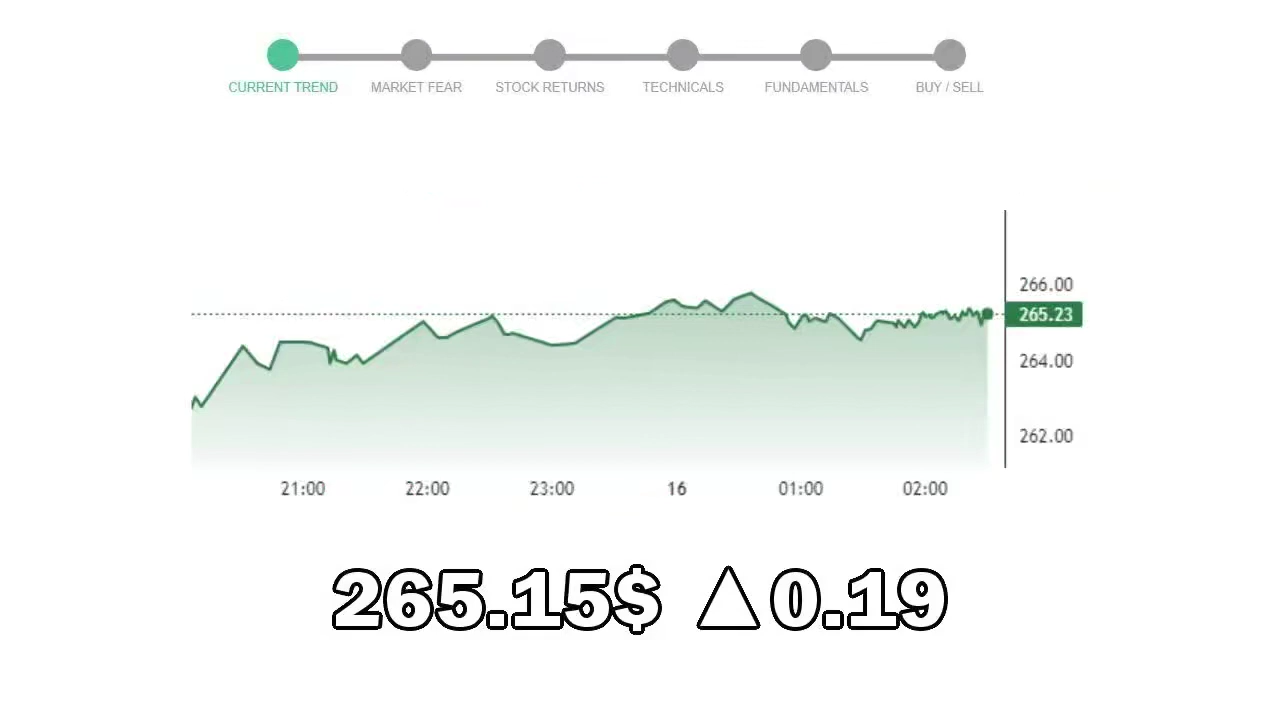 CURRENT TREND MARKET FEAR STOCK RETURNS TECHNICALS FUNDAMENTALS BUY / SELL
266.00
265.23
264.00
262.00
21:00 22:00 23:00 16 01:00 02:00
265.15$ △0.19